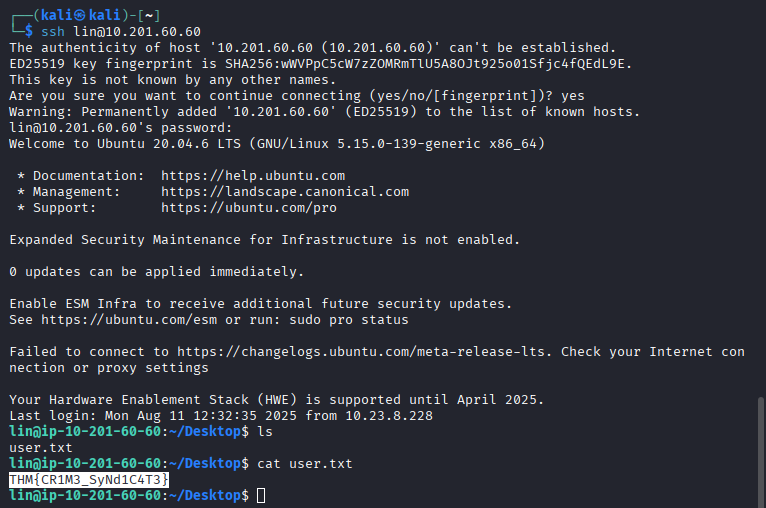 ┌──(kali㉿kali)-[~]
└─$ ssh lin@10.201.60.60
The authenticity of host '10.201.60.60 (10.201.60.60)' can't be established.
ED25519 key fingerprint is SHA256:wWVPpC5cW7zZOMRmTlU5A8OJt925o01Sfjc4fQEdL9E.
This key is not known by any other names.
Are you sure you want to continue connecting (yes/no/[fingerprint])? yes
Warning: Permanently added '10.201.60.60' (ED25519) to the list of known hosts.
lin@10.201.60.60's password:
Welcome to Ubuntu 20.04.6 LTS (GNU/Linux 5.15.0-139-generic x86_64)
* Documentation:  https://help.ubuntu.com
* Management:     https://landscape.canonical.com
* Support:        https://ubuntu.com/pro
Expanded Security Maintenance for Infrastructure is not enabled.
0 updates can be applied immediately.
Enable ESM Infra to receive additional future security updates.
See https://ubuntu.com/esm or run: sudo pro status
Failed to connect to https://changelogs.ubuntu.com/meta-release-lts. Check your Internet con
nection or proxy settings
Your Hardware Enablement Stack (HWE) is supported until April 2025.
Last login: Mon Aug 11 12:32:35 2025 from 10.23.8.228
lin@ip-10-201-60-60:~/Desktop$ ls
user.txt
lin@ip-10-201-60-60:~/Desktop$ cat user.txt
THM{CR1M3_SyNd1C4T3}
lin@ip-10-201-60-60:~/Desktop$